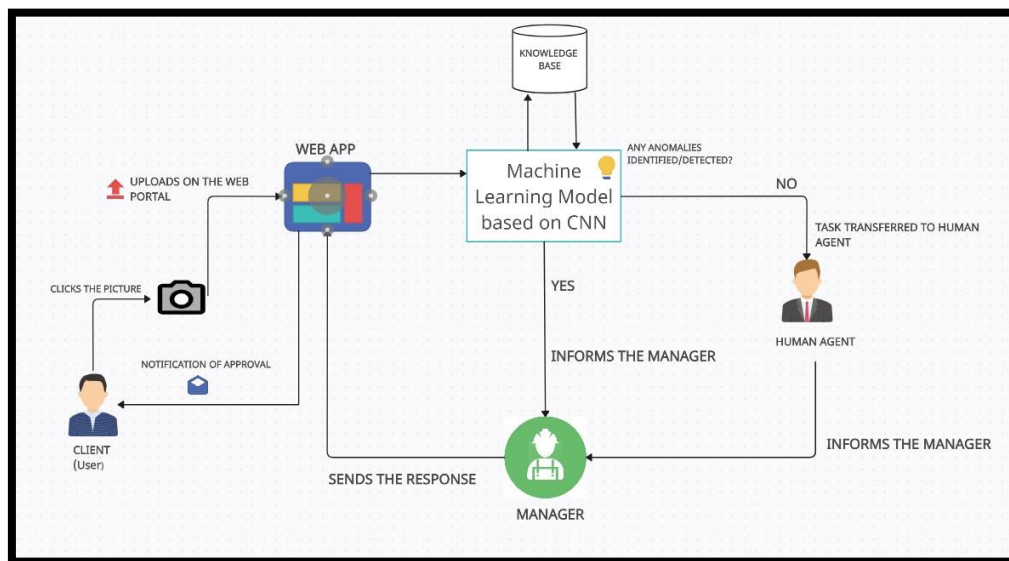 KNOWLEDGE
BASE
WEB APP
ANY ANOMALIES
IDENTIFIED/DETECTED?
Machine
Learning Model
based on CNN
UPLOADS ON THE WEB
PORTAL
NO
TASK TRANSFERRED TO HUMAN
AGENT
CLICKS THE PICTURE
YES
HUMAN AGENT
INFORMS THE MANAGER
NOTIFICATION OF APPROVAL
CLIENT
(User)
INFORMS THE MANAGER
SENDS THE RESPONSE
MANAGER